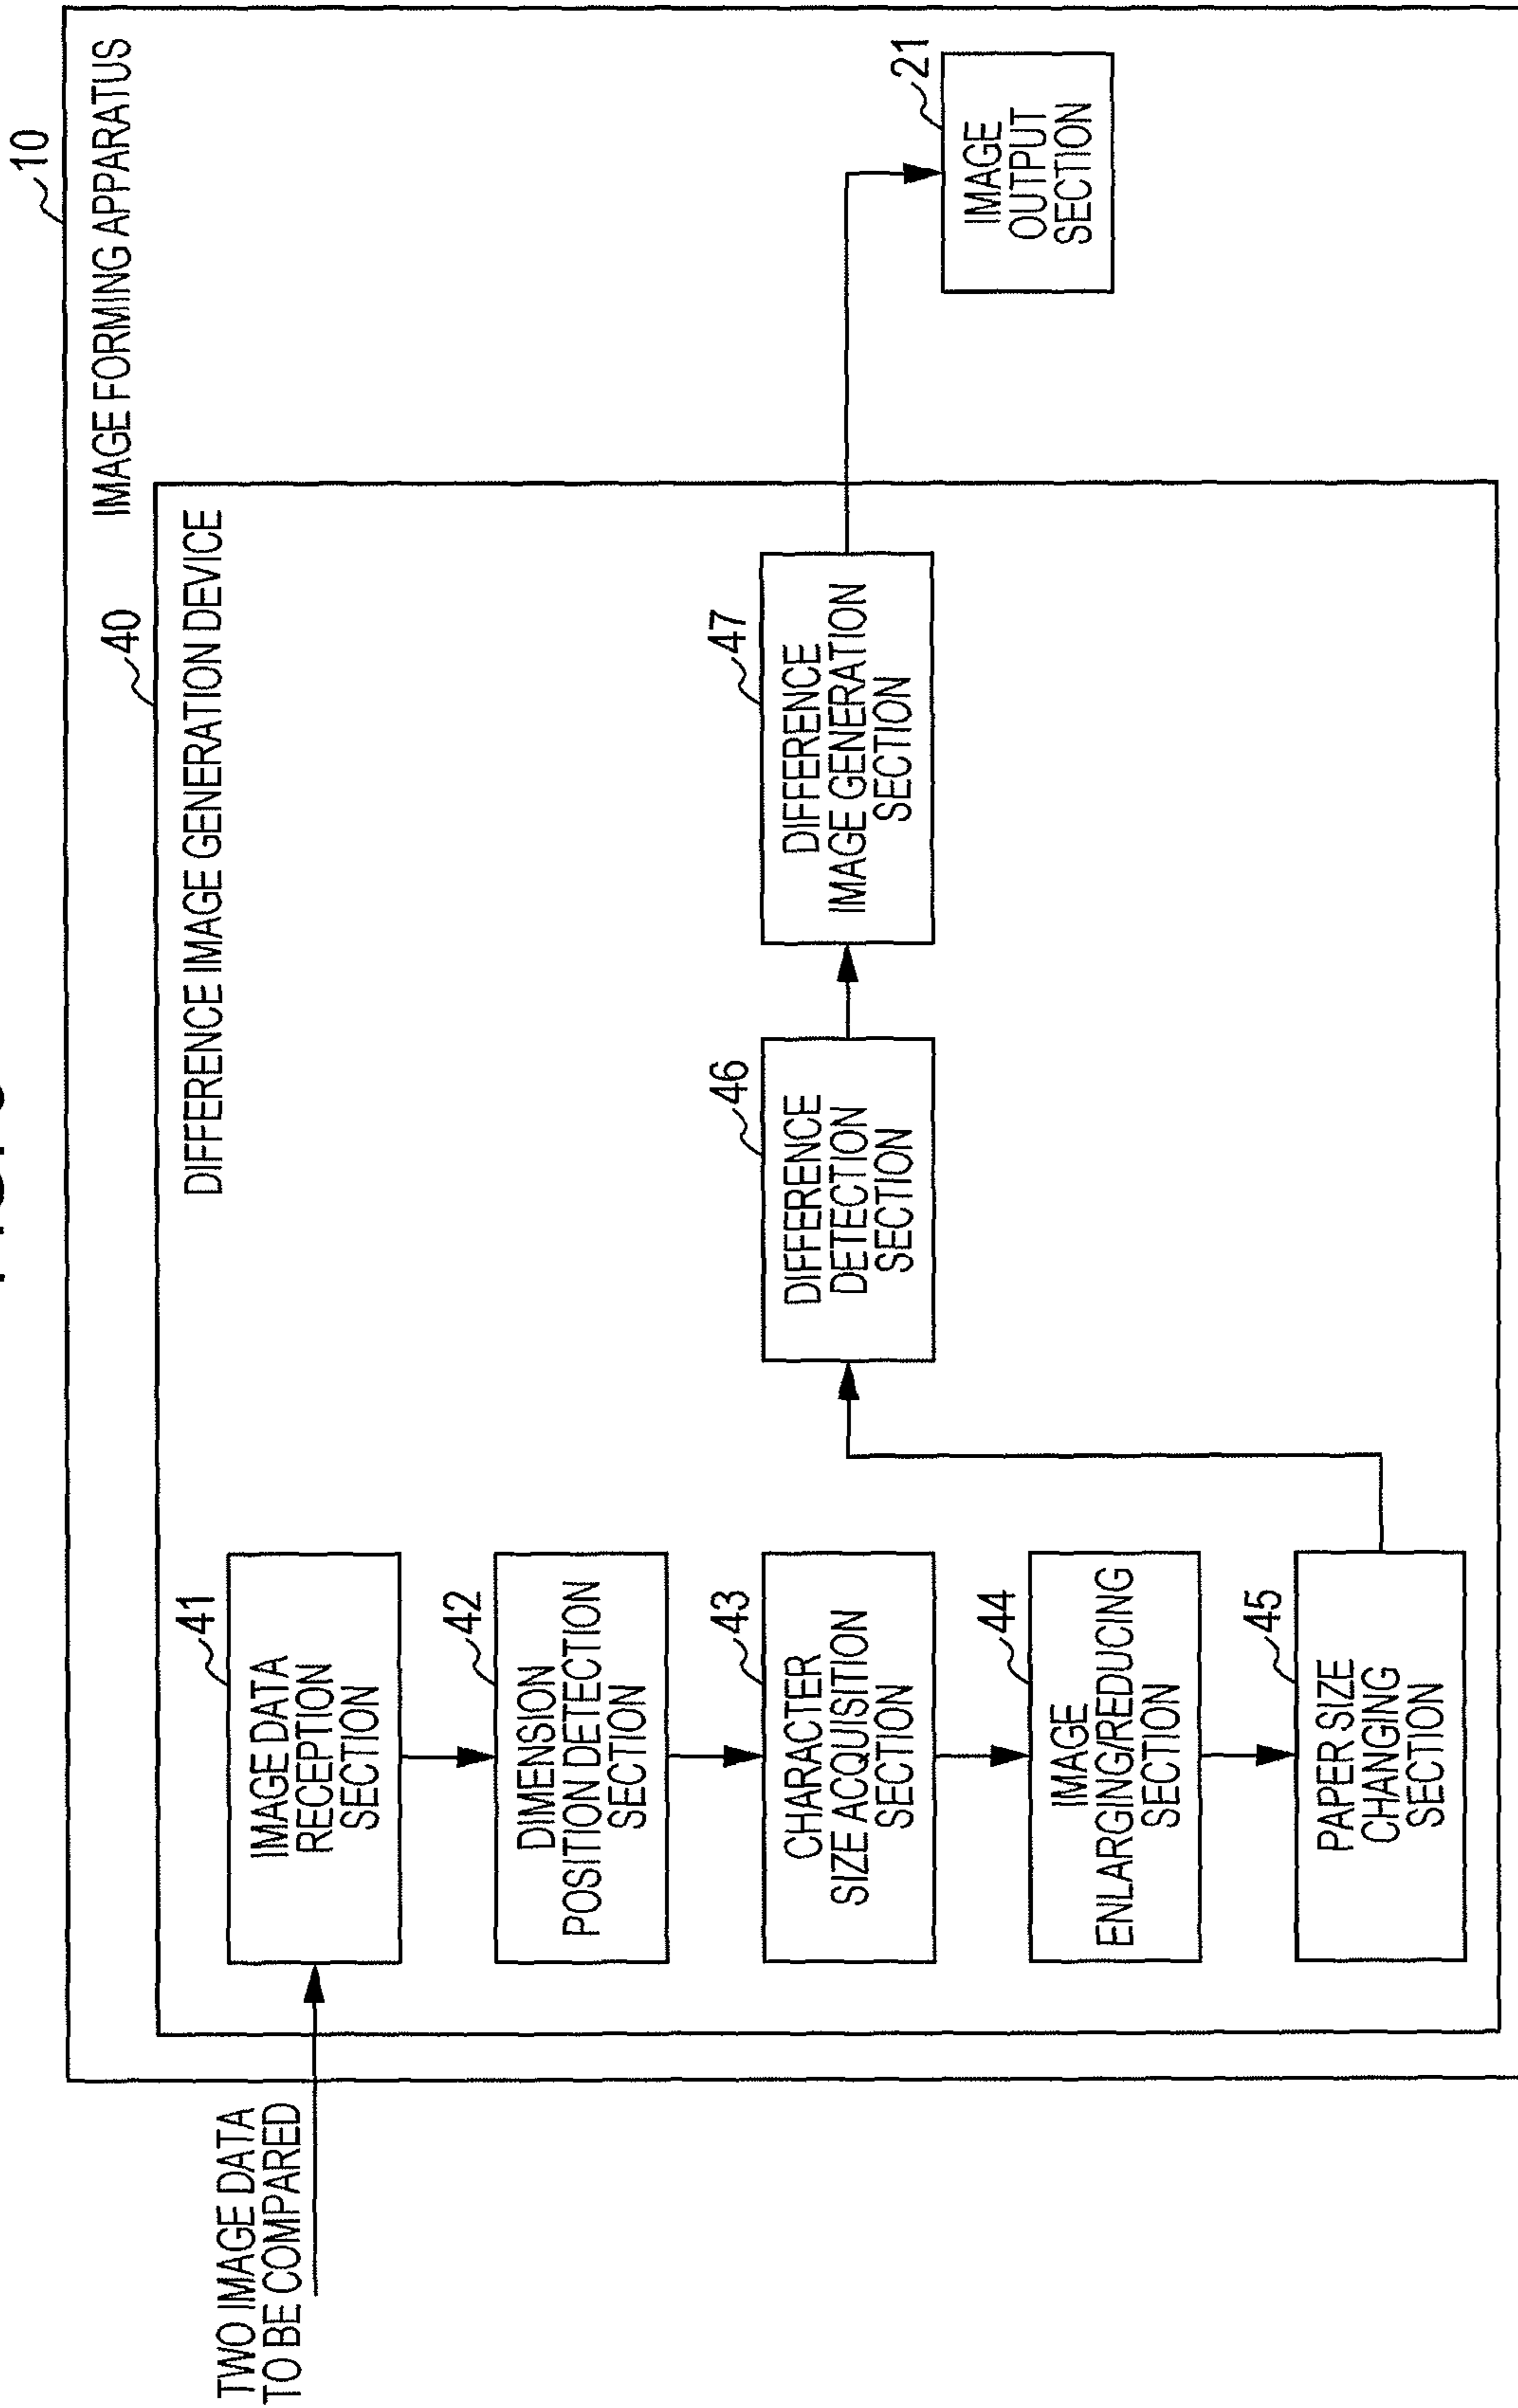 10
IMAGE FORMING APPARATUS
40
DIFFERENCE IMAGE GENERATION DEVICE
TWO IMAGE DATA
TO BE COMPARED
41
IMAGE DATA
RECEPTION
SECTION
42
DIMENSION
POSITION DETECTION
SECTION
43
CHARACTER
SIZE ACQUISITION
SECTION
44
IMAGE
ENLARGING/REDUCING
SECTION
45
PAPER SIZE
CHANGING
SECTION
46
DIFFERENCE
DETECTION
SECTION
47
DIFFERENCE
IMAGE GENERATION
SECTION
21
IMAGE
OUTPUT
SECTION